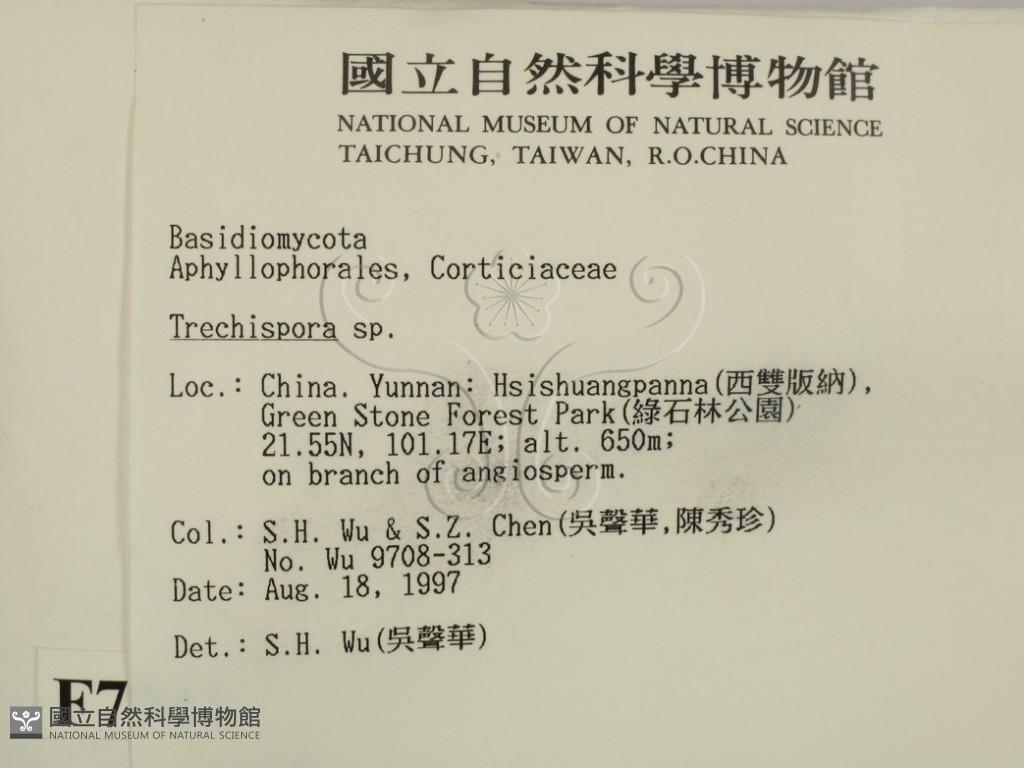 國立自然科學博物館
NATIONAL MUSEUM OF NATURAL SCIENCE
TAICHUNG, TAIWAN, R.O.CHINA
Basidiomycota
Aphyllophorales, Corticiaceae
Trechispora sp.
Loc.: China. Yunnan: Hsishuangpanna(西雙版納),
Green Stone Forest Park(綠石林公園)
21.55N, 101.17E; alt. 650m;
on branch of angiosperm.
Col.: S.H. Wu & S.Z. Chen(吳聲華,陳秀珍)
No. Wu 9708-313
Date: Aug. 18, 1997
Det.: S.H. Wu(吳聲華)
F7
國立自然科學博物館
NATIONAL MUSEUM OF NATURAL SCIENCE